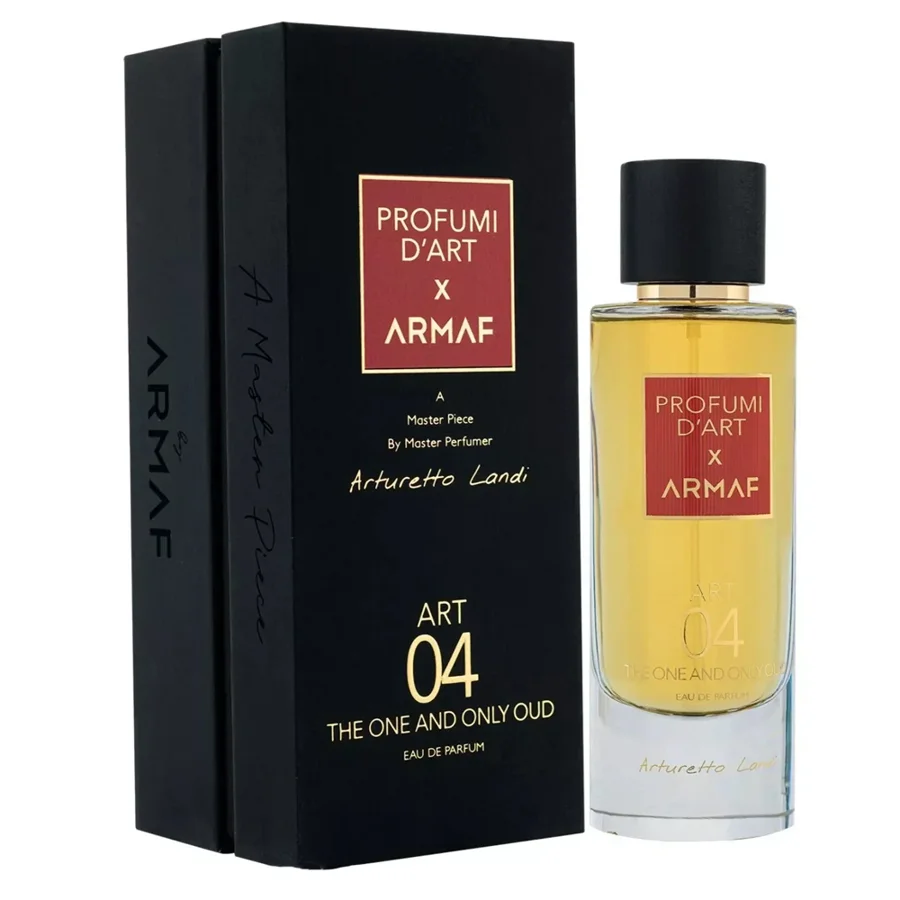 PROFUMI
D'ART
X
ARMAF
A
Master Piece
By Master Perfumer
Arturetto Landi
ART
04
THE ONE AND ONLY OUD
EAU DE PARFUM
A Master Piece
by
ARMAF
PROFUMI
D'ART
X
ARMAF
ART
04
THE ONE AND ONLY OUD
EAU DE PARFUM
Arturetto Landi